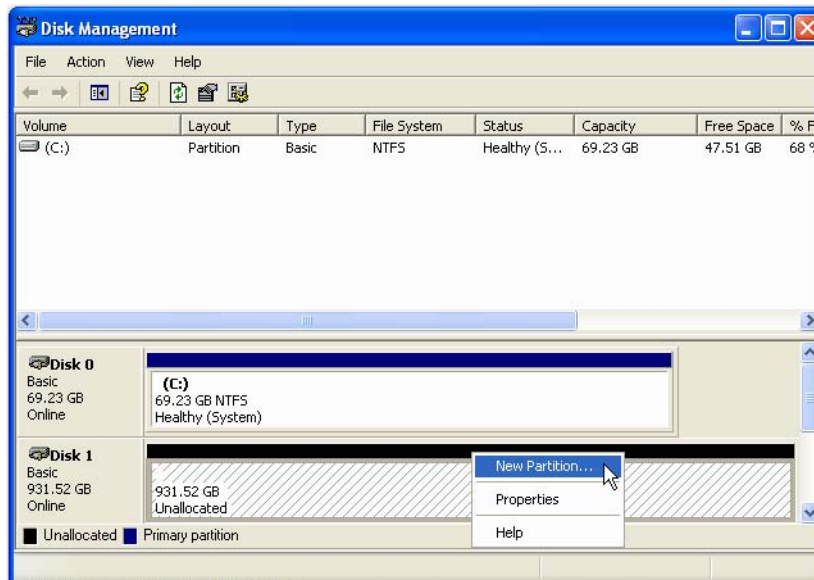 Disk Management
File Action View Help
Volume Layout Type File System Status Capacity Free Space % F
(C:) Partition Basic NTFS Healthy (S... 69.23 GB 47.51 GB 68 %
Disk 0
Basic
69.23 GB
Online
(C:)
69.23 GB NTFS
Healthy (System)
Disk 1
Basic
931.52 GB
Online
931.52 GB
Unallocated
New Partition...
Properties
Help
Unallocated Primary partition